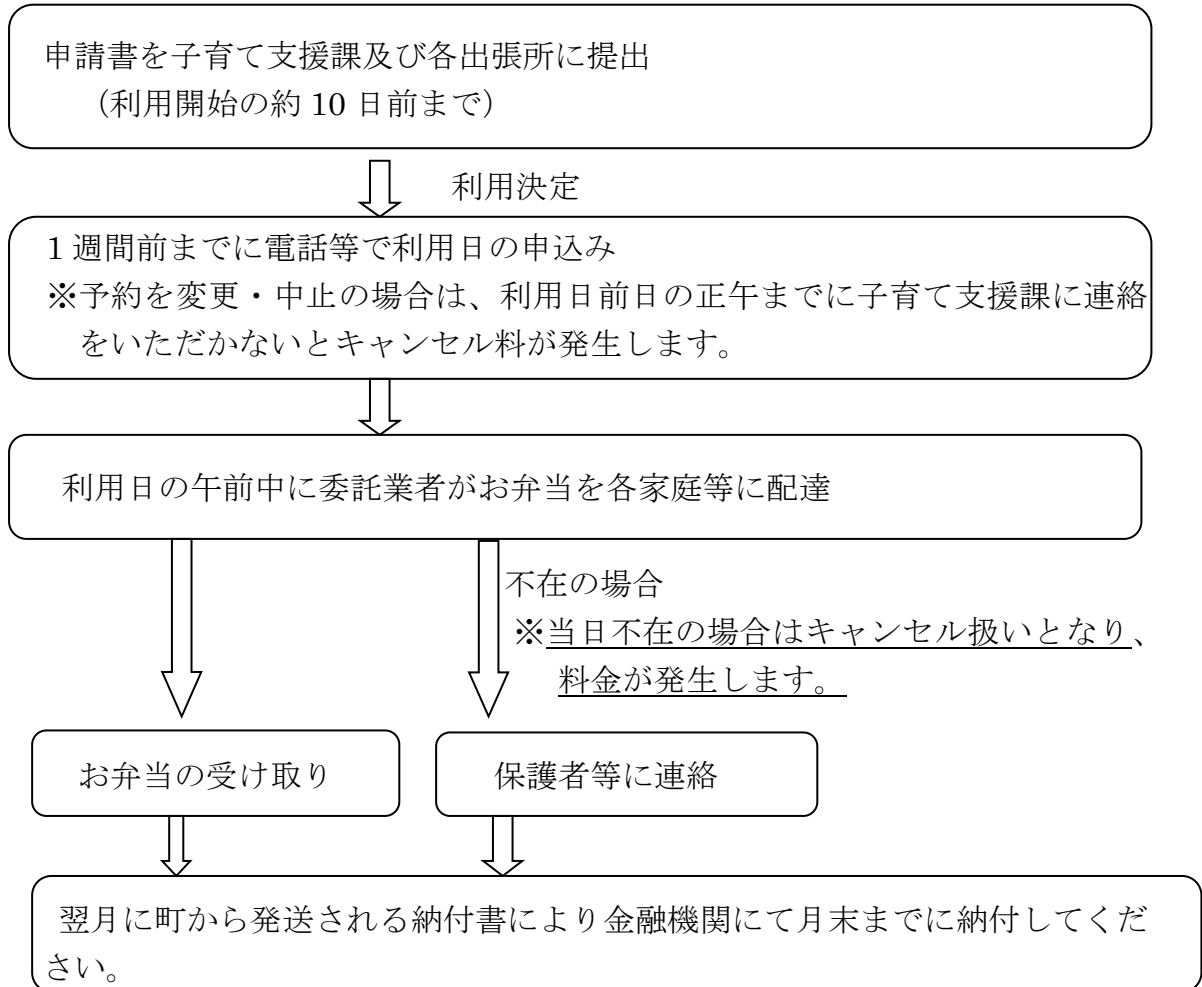 申請書を子育て支援課及び各出張所に提出
（利用開始の約 10 日前まで）
利用決定
1 週間前までに電話等で利用日の申込み
※予約を変更・中止の場合は、利用日前日の正午までに子育て支援課に連絡
をいただかないとキャンセル料が発生します。
利用日の午前中に委託業者がお弁当を各家庭等に配達
不在の場合
※当日不在の場合はキャンセル扱いとなり、
料金が発生します。
お弁当の受け取り
保護者等に連絡
翌月に町から発送される納付書により金融機関にて月末までに納付してくだ
さい。